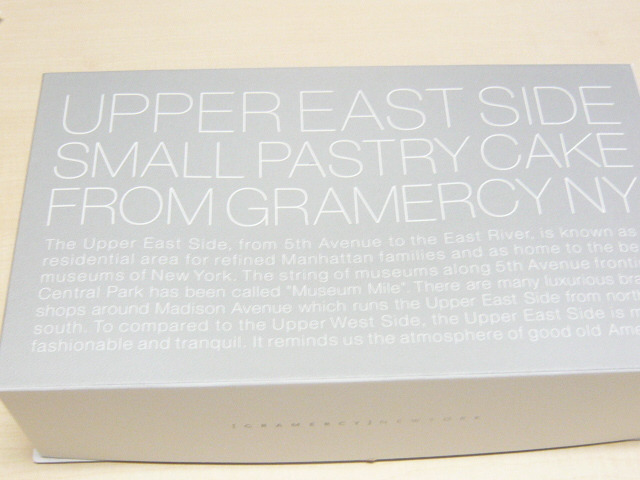 UPPER EAST SIDE
SMALL PASTRY CAKE
FROM GRAMERCY NY
The Upper East Side, from 5th Avenue to the East River, is known as
residential area for refined Manhattan families and as home to the be
museums of New York. The string of museums along 5th Avenue fronti
Central Park has been called "Museum Mile". There are many luxurious bra
shops around Madison Avenue which runs the Upper East Side from nort
south. To compared to the Upper West Side, the Upper East Side is m
fashionable and tranquil. It reminds us the atmosphere of good old Ame
[GRAMERCY]NEWYORK